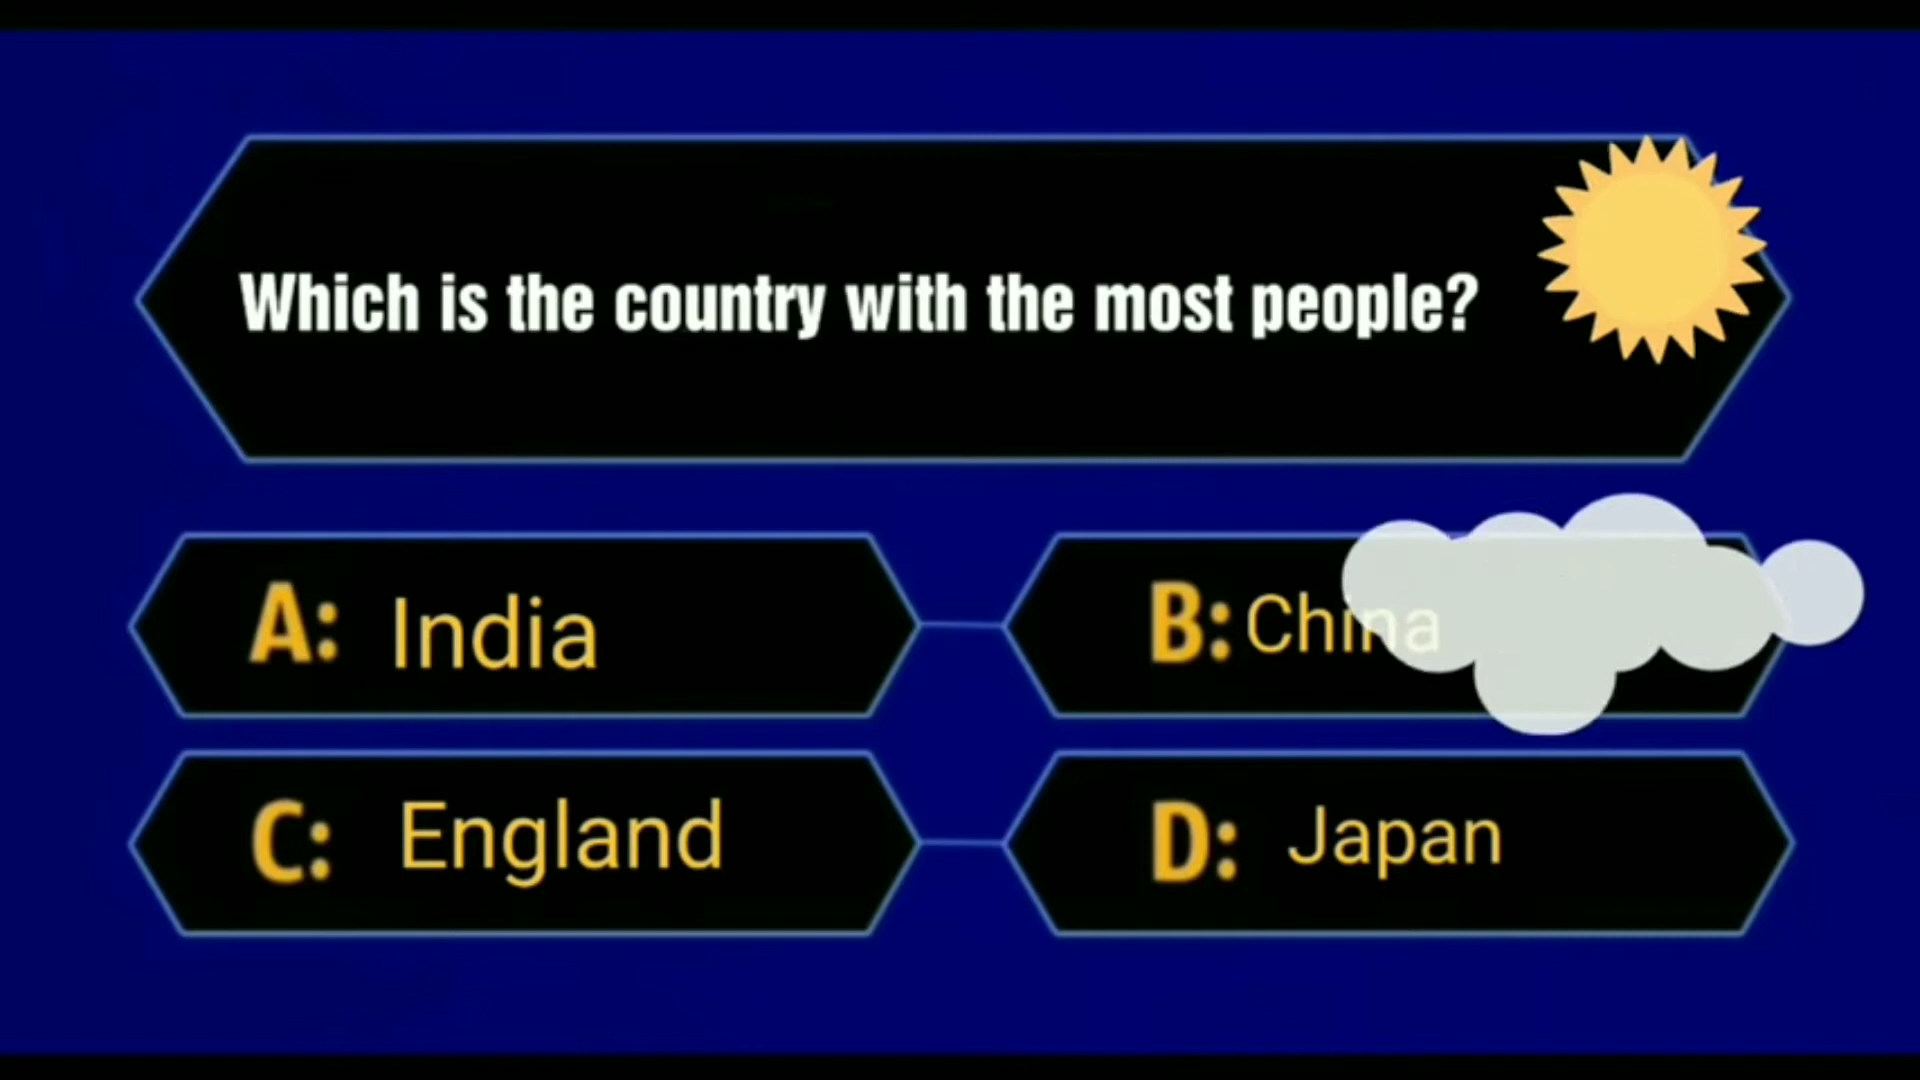 Which is the country with the most people?
A: India
B: China
C: England
D: Japan